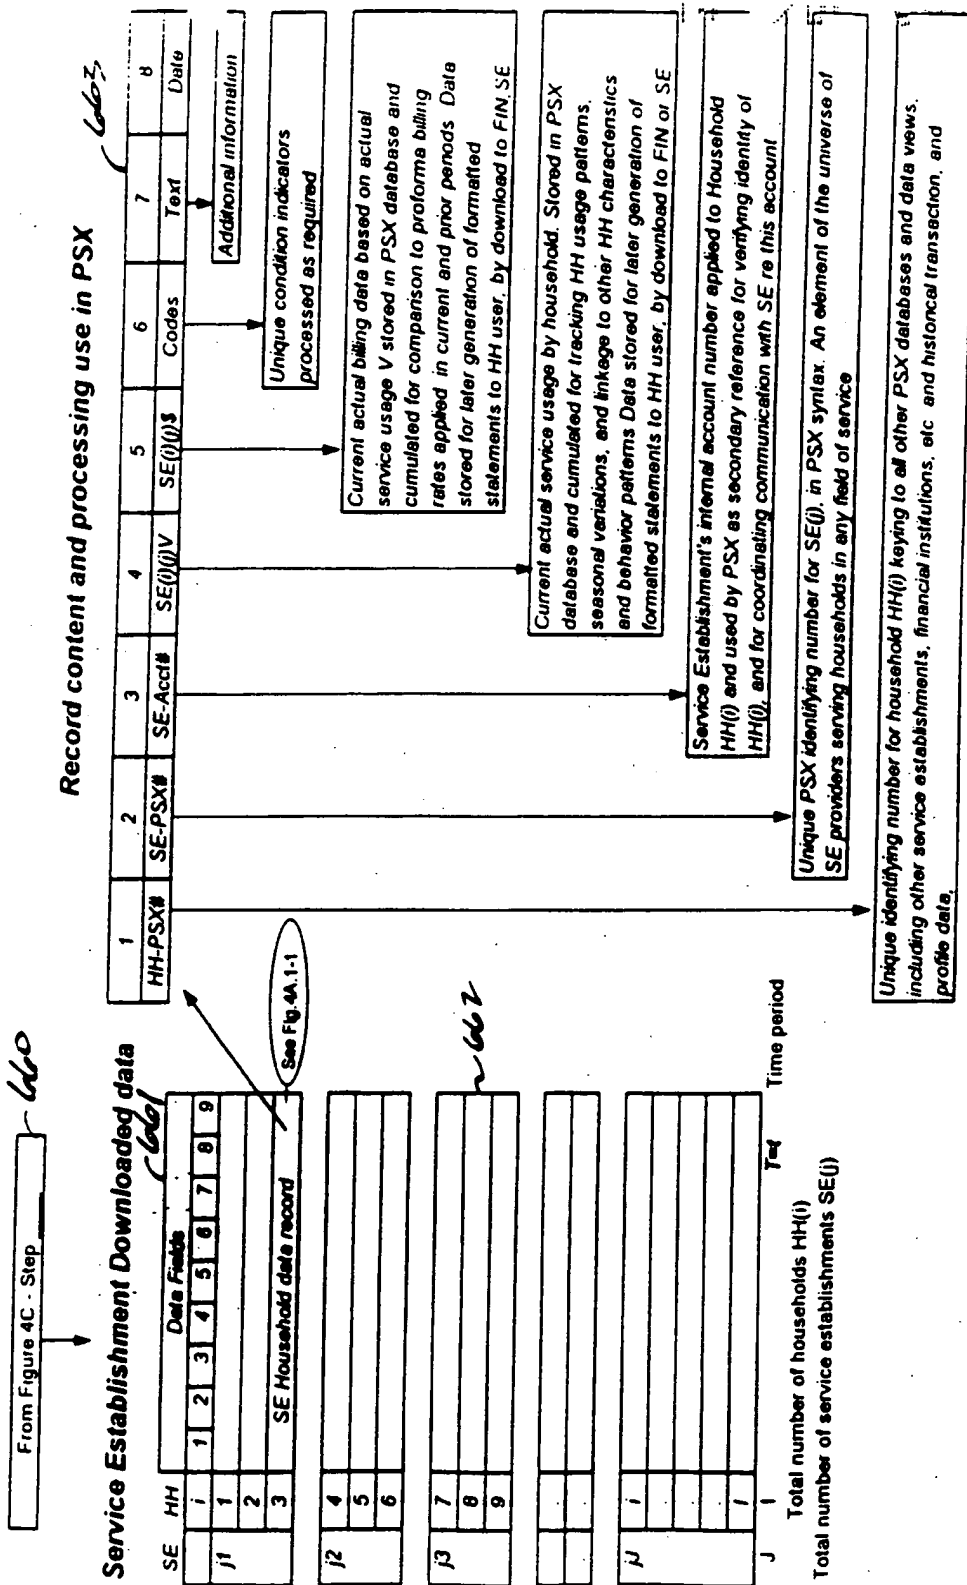 From Figure 4C - Step
660
Service Establishment Downloaded data
661
SE HH Data Fields
i 1 2 3 4 5 6 7 8 9
j1 1
2
3 SE Household date record
See Fig.4A.1-1
j2 4
5
6
j3 7
8
9
662
jJ i
I
J I T=t Time period
Total number of households HH(i)
Total number of service establishments SE(j)
Record content and processing use in PSX
663
1 2 3 4 5 6 7 8
HH-PSX# SE-PSX# SE-Acct# SE(i)(j)V SE(i)(j)$ Codes Text Date
Additional information
Unique condition indicators
processed as required
Current actual billing data based on actual
service usage V stored in PSX database and
cumulated for comparison to proforma billing
rates applied in current and prior periods Data
stored for later generation of formatted
statements to HH user, by download to FIN, SE
Current actual service usage by household. Stored in PSX
database and cumulated for tracking HH usage patterns,
seasonal variations, and linkage to other HH characteristics
and behavior patterns Data stored for later generation of
formatted statements to HH user, by download to FIN or SE
Service Establishment's internal account number applied to Household
HH(i) and used by PSX as secondary reference for verifying identity of
HH(i), and for coordinating communication with SE re this account
Unique PSX identifying number for SE(j), in PSX syntax. An element of the universe of
SE providers serving households in any field of service
Unique identifying number for household HH(i) keying to all other PSX databases and data views,
including other service establishments, financial institutions, etc and historical transaction, and
profile data,